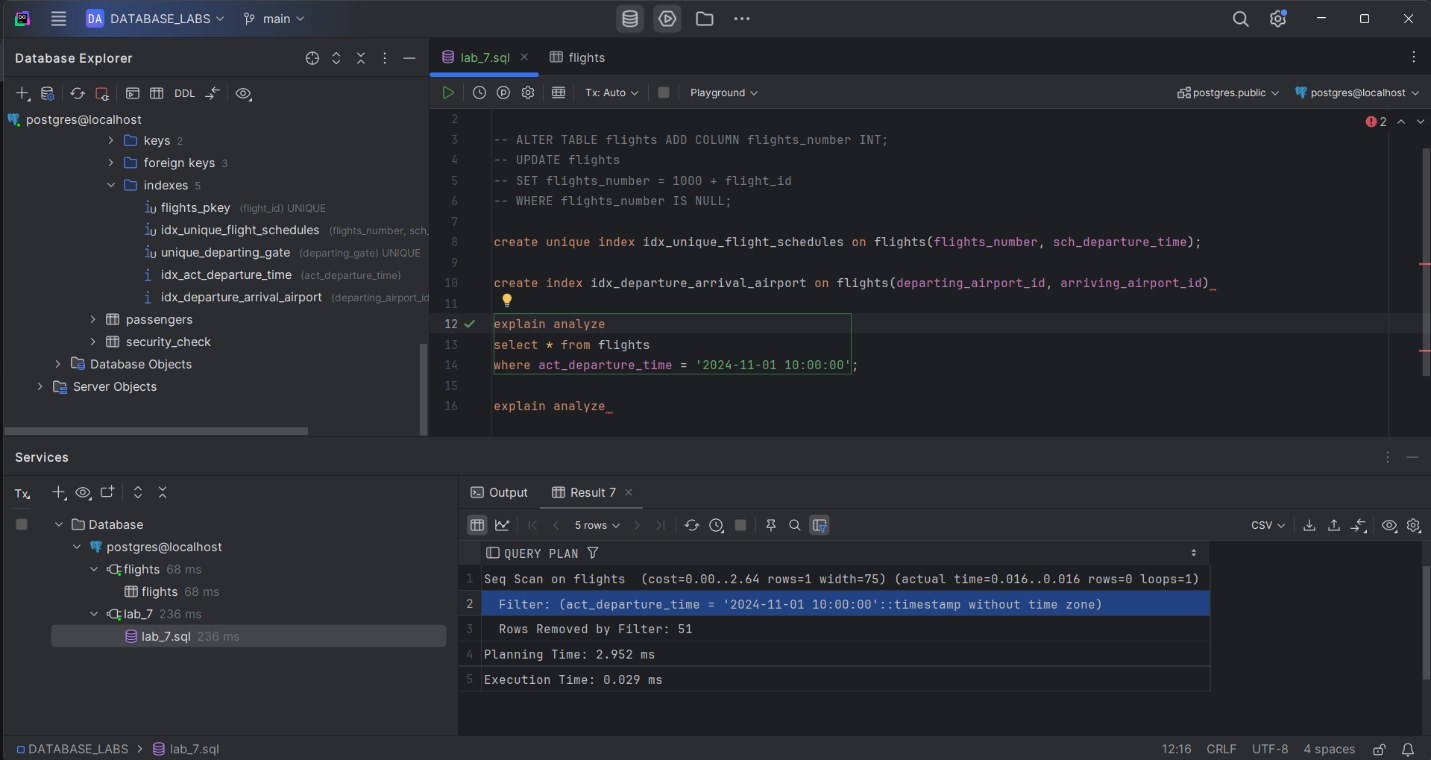 DA DATABASE_LABS main
Database Explorer
lab_7.sql flights
DDL
Tx: Auto Playground postgres.public postgres@localhost
postgres@localhost
keys 2
foreign keys 3
indexes 5
flights_pkey (flight_id) UNIQUE
idx_unique_flight_schedules (flights_number, sch_
unique_departing_gate (departing_gate) UNIQUE
idx_act_departure_time (act_departure_time)
idx_departure_arrival_airport (departing_airport_id
passengers
security_check
Database Objects
Server Objects
2
2
3 -- ALTER TABLE flights ADD COLUMN flights_number INT;
4 -- UPDATE flights
5 -- SET flights_number = 1000 + flight_id
6 -- WHERE flights_number IS NULL;
7
8 create unique index idx_unique_flight_schedules on flights(flights_number, sch_departure_time);
9
10 create index idx_departure_arrival_airport on flights(departing_airport_id, arriving_airport_id)
11
12 explain analyze
13 select * from flights
14 where act_departure_time = '2024-11-01 10:00:00';
15
16 explain analyze
Services
Tx
Database
postgres@localhost
flights 68 ms
flights 68 ms
lab_7 236 ms
lab_7.sql 236 ms
Output Result 7
5 rows CSV
QUERY PLAN
1 Seq Scan on flights (cost=0.00..2.64 rows=1 width=75) (actual time=0.016..0.016 rows=0 loops=1)
2 Filter: (act_departure_time = '2024-11-01 10:00:00'::timestamp without time zone)
3 Rows Removed by Filter: 51
4 Planning Time: 2.952 ms
5 Execution Time: 0.029 ms
DATABASE_LABS > lab_7.sql 12:16 CRLF UTF-8 4 spaces